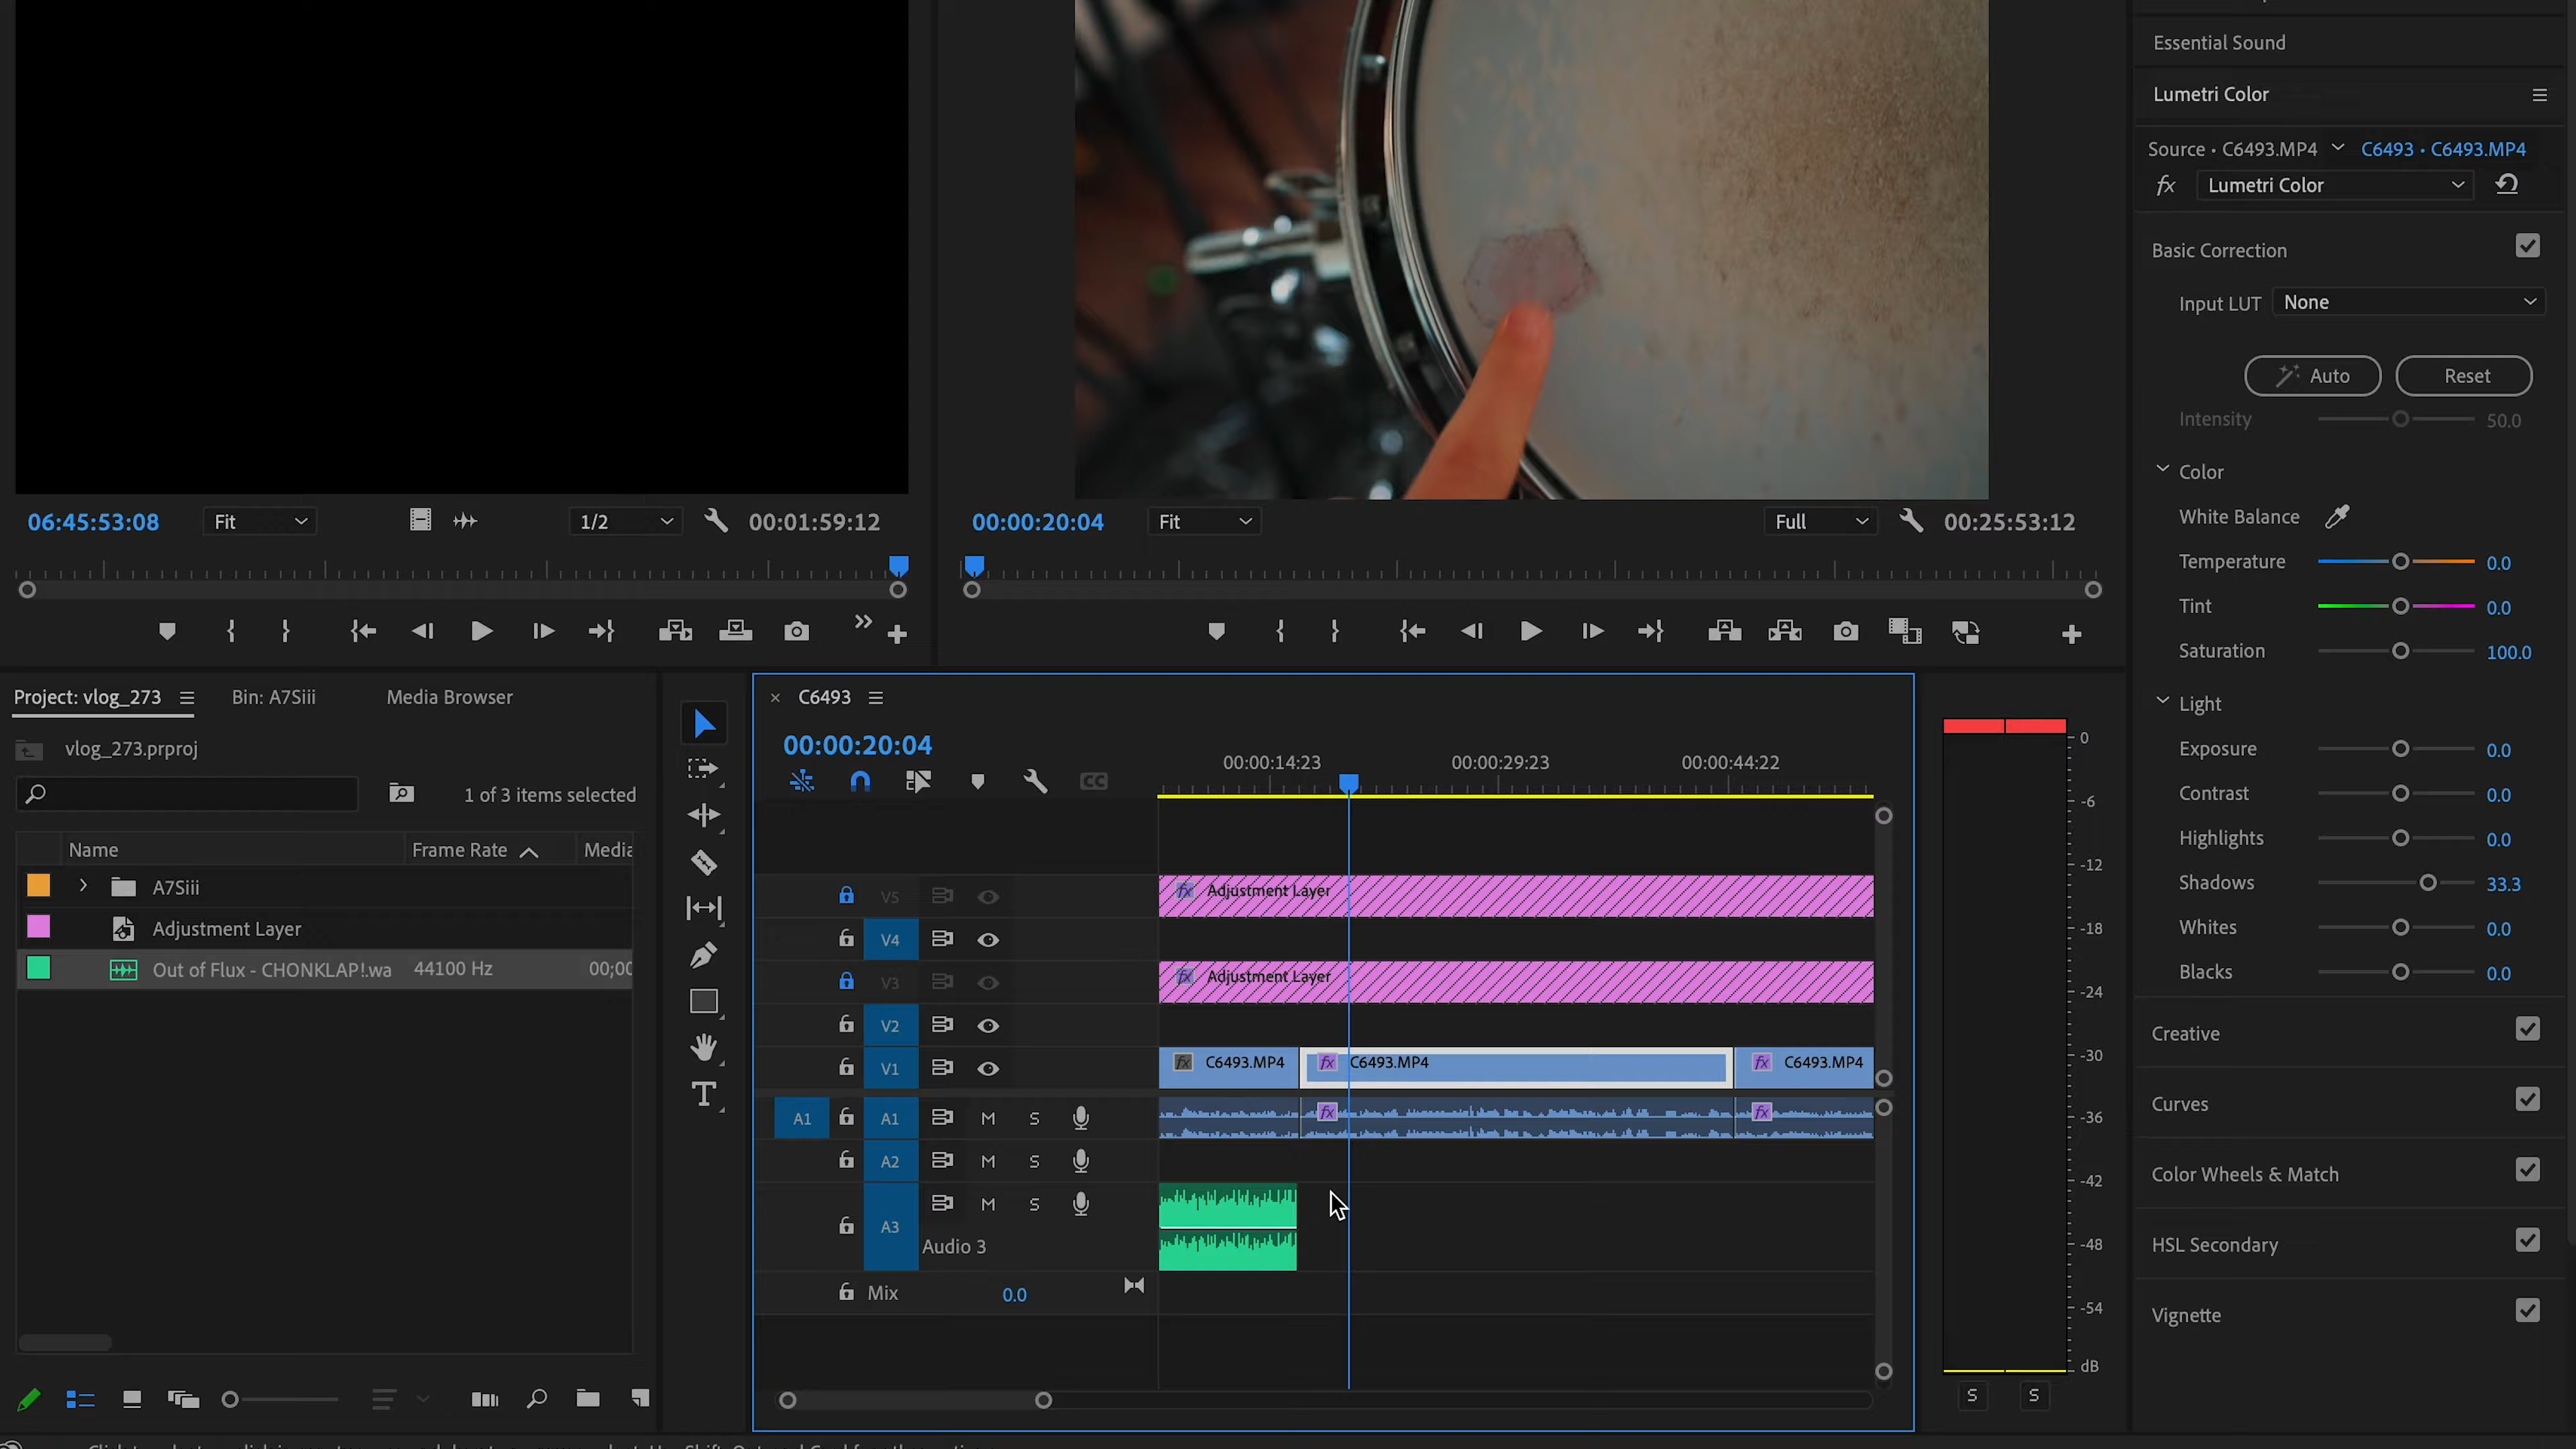 Essential Sound
Lumetri Color
Source • C6493.MP4 C6493 • C6493.MP4
fx Lumetri Color
Basic Correction
Input LUT None
Auto Reset
Intensity 50.0
Color
White Balance
Temperature 0.0
Tint 0.0
Saturation 100.0
Light
Exposure 0.0
Contrast 0.0
Highlights 0.0
Shadows 33.3
Whites 0.0
Blacks 0.0
Creative
Curves
Color Wheels & Match
HSL Secondary
Vignette
06:45:53:08 Fit 1/2 00:01:59:12
00:00:20:04 Fit Full 00:25:53:12
Project: vlog_273 Bin: A7Siii Media Browser
vlog_273.prproj
1 of 3 items selected
Name Frame Rate Media
A7Siii
Adjustment Layer
Out of Flux - CHONKLAP!.wa 44100 Hz 00;00
T
C6493
00:00:20:04
CC
00:00:14:23 00:00:29:23 00:00:44:22
V5 fx Adjustment Layer
V4
V3 fx Adjustment Layer
V2
V1 fx C6493.MP4 fx C6493.MP4 fx C6493.MP4
A1 A1 M S fx fx
A2 M S
A3 M S
Audio 3
Mix 0.0
0
-6
-12
-18
-24
-30
-36
-42
-48
-54
dB
S S